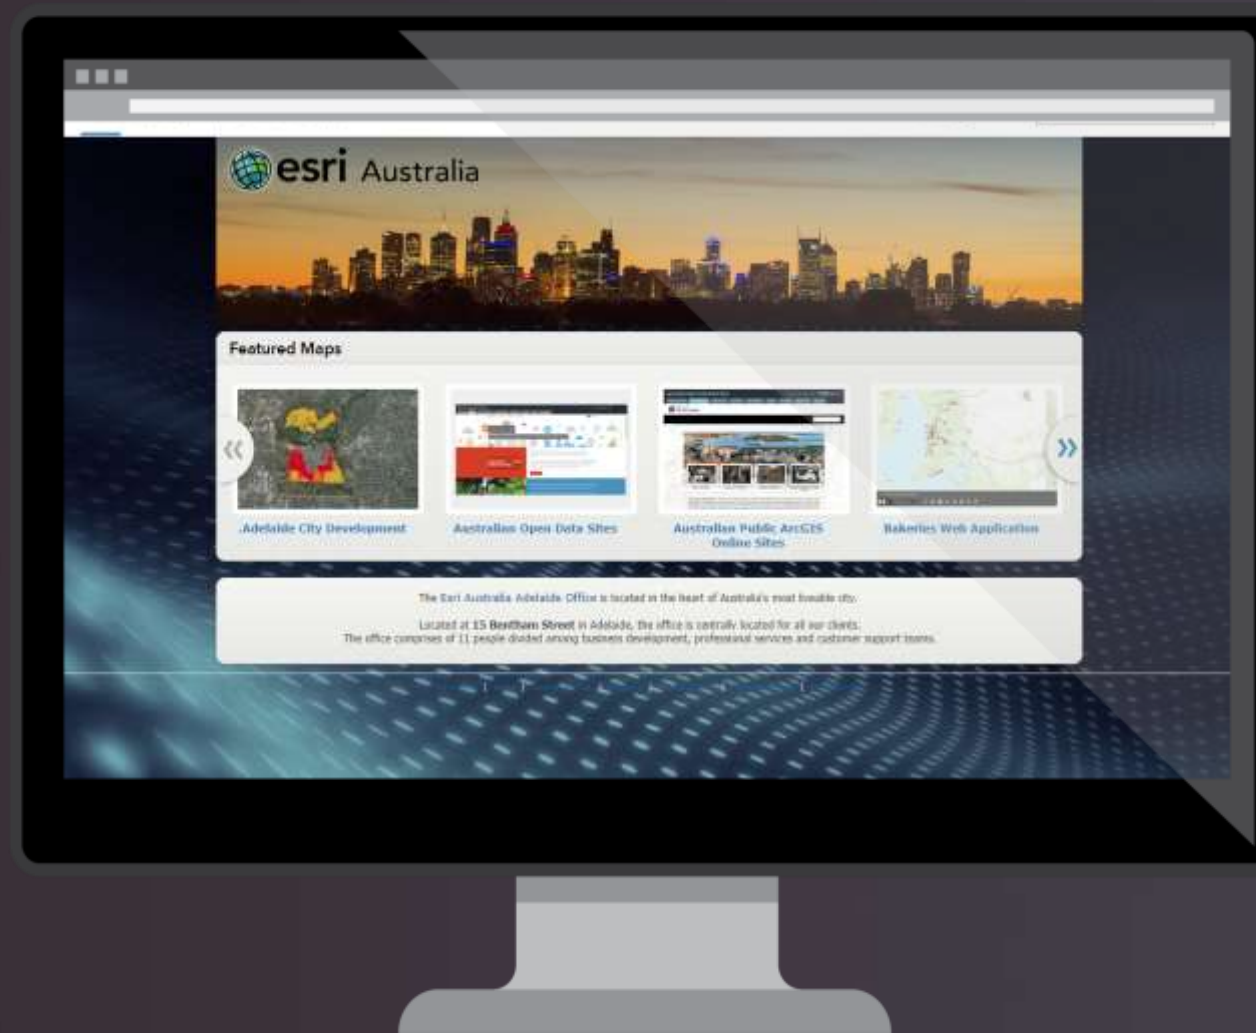 esri Australia
Featured Maps
.Adelaide City Development
Australian Open Data Sites
Australian Public ArcGIS
Online Sites
Bakeries Web Application
The Esri Australia Adelaide Office is located in the heart of Australia's most liveable city.
Located at 15 Bentham Street in Adelaide, the office is centrally located for all our clients.
The office comprises of 11 people divided among business development, professional services and customer support teams.